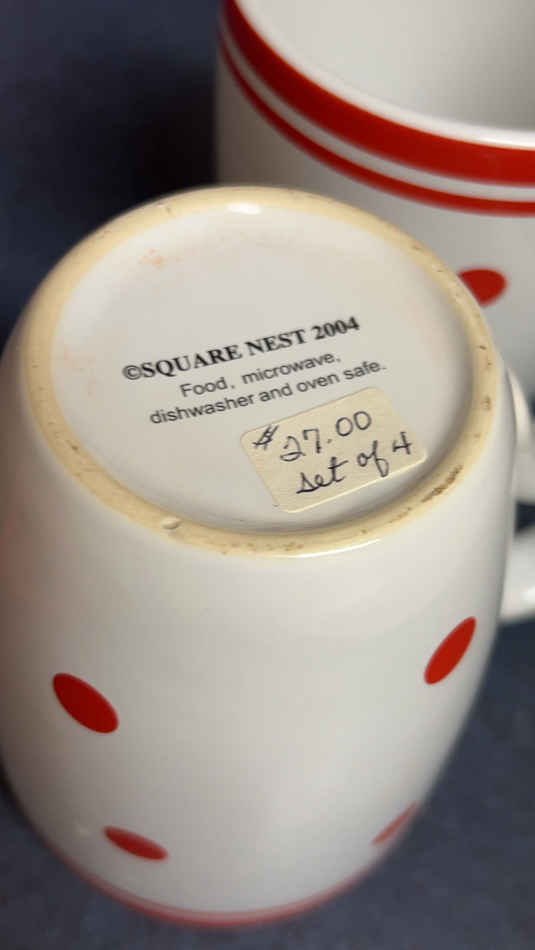 ©SQUARE NEST 2004
Food, microwave,
dishwasher and oven safe.
$27.00
set of 4